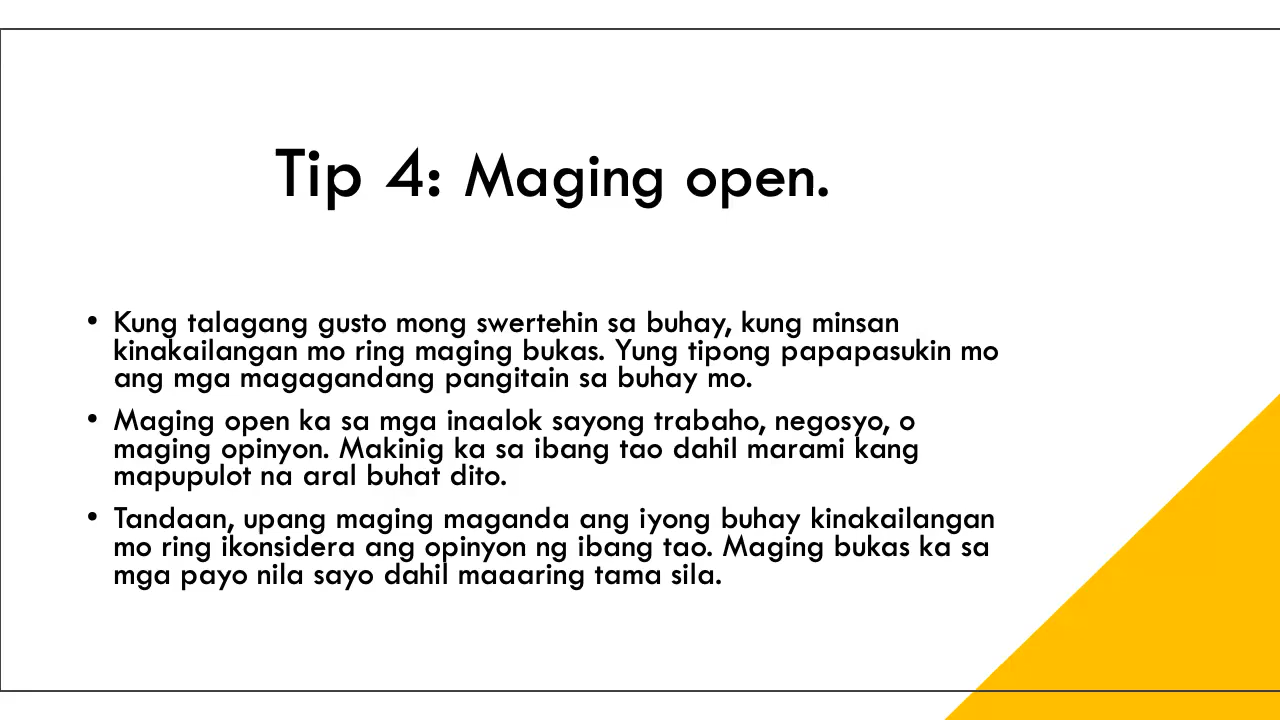 Tip 4: Maging open.
• Kung talagang gusto mong swertehin sa buhay, kung minsan
kinakailangan mo ring maging bukas. Yung tipong papapasukin mo
ang mga magagandang pangitain sa buhay mo.
• Maging open ka sa mga inaalok sayong trabaho, negosyo, o
maging opinyon. Makinig ka sa ibang tao dahil marami kang
mapupulot na aral buhat dito.
• Tandaan, upang maging maganda ang iyong buhay kinakailangan
mo ring ikonsidera ang opinyon ng ibang tao. Maging bukas ka sa
mga payo nila sayo dahil maaaring tama sila.